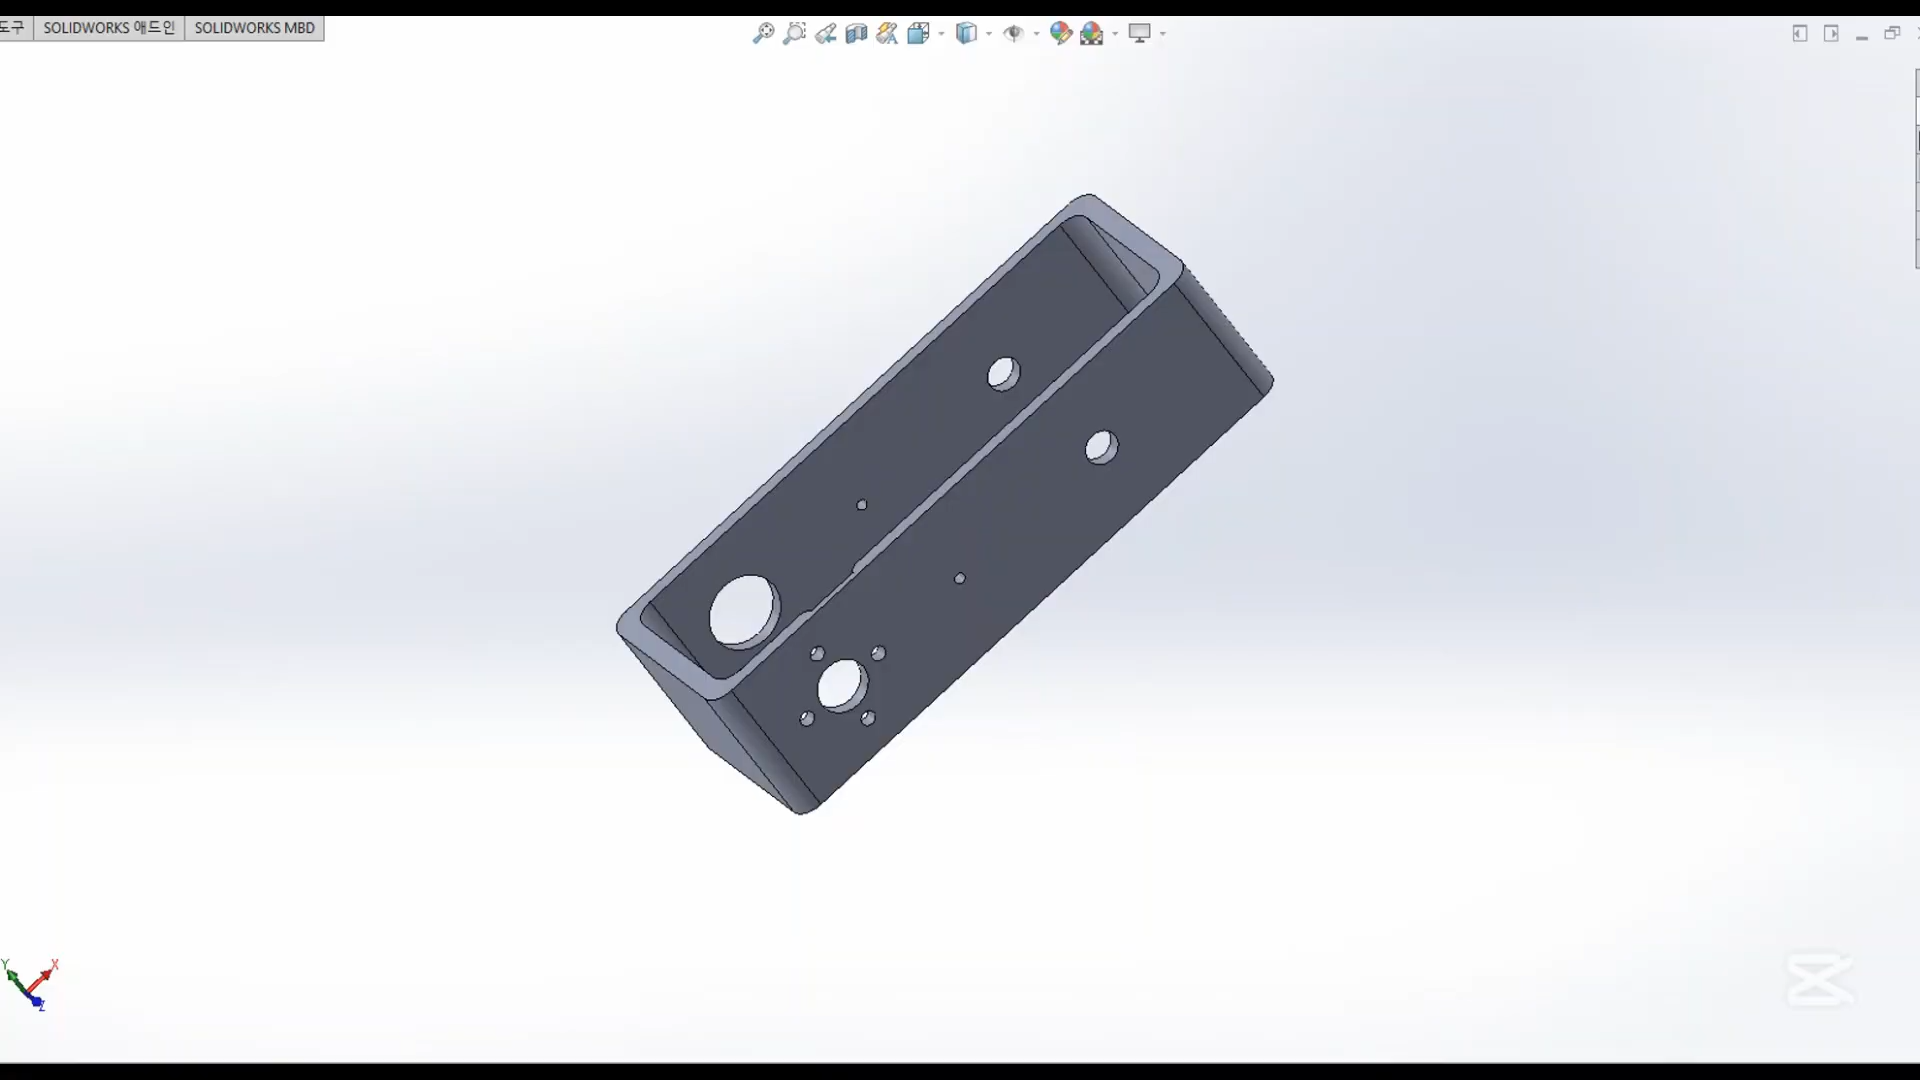 도구 SOLIDWORKS 애드인 SOLIDWORKS MBD
Y X
Z